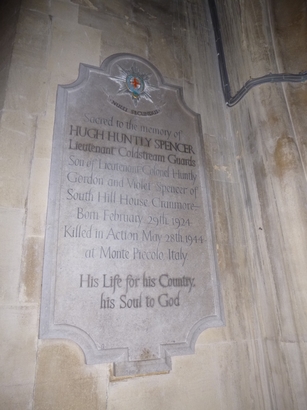 Sacred to the memory of
HUGH HUNTLY SPENCER
Lieutenant Coldstream Guards
Son of Lieutenant Colonel Huntly
Gordon and Violet Spencer of
South Hill House Cranmore—
Born February 29th, 1924
Killed in Action May 28th, 1944
at Monte Piccolo, Italy
His Life for his Country,
his Soul to God